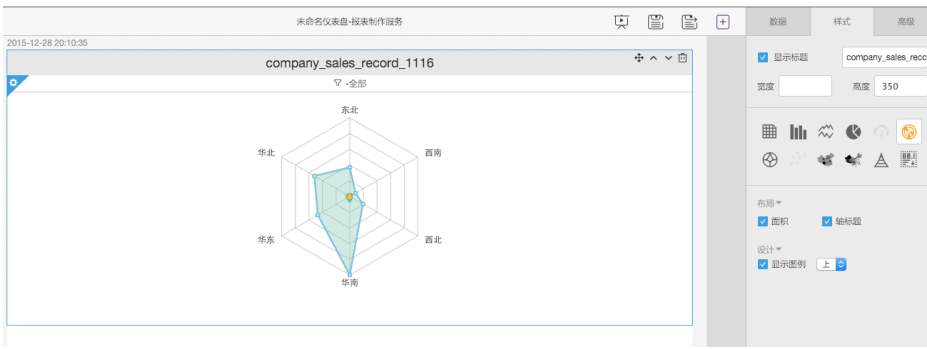 未命名仪表盘-报表制作服务
数据 样式 高级
2015-12-28 20:10:35
company_sales_record_1116
显示标题 company_sales_reco
宽度 高度 350
-全部
东北
华北 西南
华东 西北
华南
布局
面积 轴标题
设计
显示图例 上